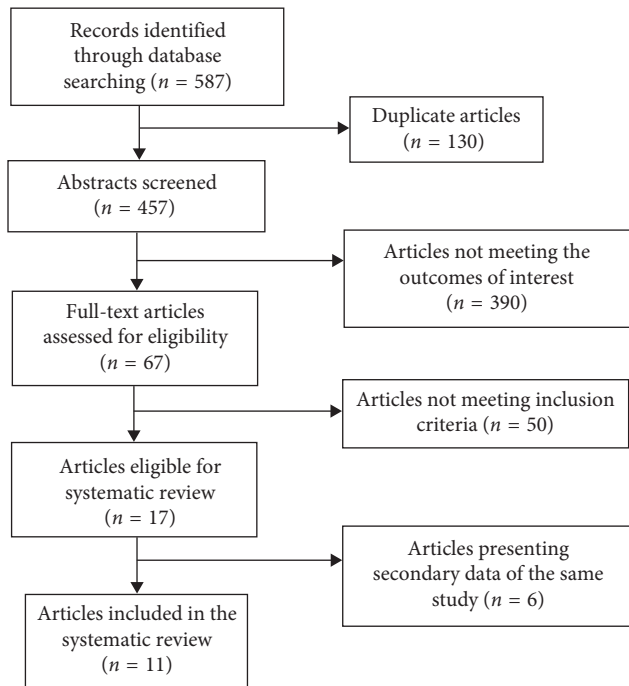 Records identified
through database
searching (n = 587)
Duplicate articles
(n = 130)
Abstracts screened
(n = 457)
Articles not meeting the
outcomes of interest
(n = 390)
Full-text articles
assessed for eligibility
(n = 67)
Articles not meeting inclusion
criteria (n = 50)
Articles eligible for
systematic review
(n = 17)
Articles presenting
secondary data of the same
study (n = 6)
Articles included in the
systematic review
(n = 11)